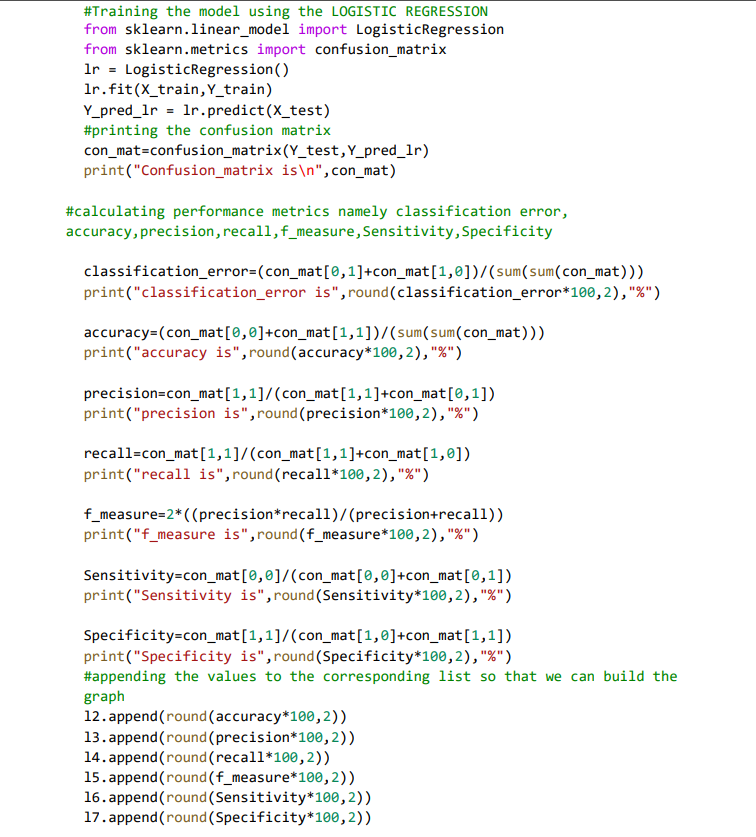 #Training the model using the LOGISTIC REGRESSION
from sklearn.linear_model import LogisticRegression
from sklearn.metrics import confusion_matrix
lr = LogisticRegression()
lr.fit(X_train,Y_train)
Y_pred_lr = lr.predict(X_test)
#printing the confusion matrix
con_mat=confusion_matrix(Y_test,Y_pred_lr)
print("Confusion_matrix is\n",con_mat)
#calculating performance metrics namely classification error,
accuracy,precision,recall,f_measure,Sensitivity,Specificity
classification_error=(con_mat[0,1]+con_mat[1,0])/(sum(sum(con_mat)))
print("classification_error is",round(classification_error*100,2),"%")
accuracy=(con_mat[0,0]+con_mat[1,1])/(sum(sum(con_mat)))
print("accuracy is",round(accuracy*100,2),"%")
precision=con_mat[1,1]/(con_mat[1,1]+con_mat[0,1])
print("precision is",round(precision*100,2),"%")
recall=con_mat[1,1]/(con_mat[1,1]+con_mat[1,0])
print("recall is",round(recall*100,2),"%")
f_measure=2*((precision*recall)/(precision+recall))
print("f_measure is",round(f_measure*100,2),"%")
Sensitivity=con_mat[0,0]/(con_mat[0,0]+con_mat[0,1])
print("Sensitivity is",round(Sensitivity*100,2),"%")
Specificity=con_mat[1,1]/(con_mat[1,0]+con_mat[1,1])
print("Specificity is",round(Specificity*100,2),"%")
#appending the values to the corresponding list so that we can build the
graph
l2.append(round(accuracy*100,2))
l3.append(round(precision*100,2))
l4.append(round(recall*100,2))
l5.append(round(f_measure*100,2))
l6.append(round(Sensitivity*100,2))
l7.append(round(Specificity*100,2))